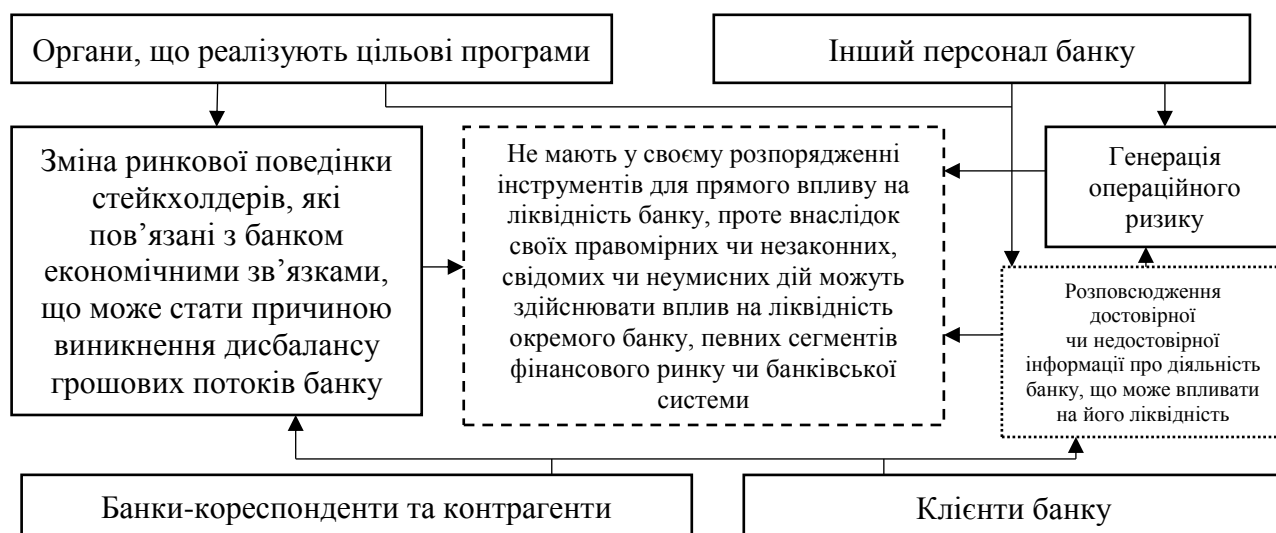 Органи, що реалізують цільові програми
Інший персонал банку
Зміна ринкової поведінки
стейкхолдерів, які
пов’язані з банком
економічними зв’язками,
що може стати причиною
виникнення дисбалансу
грошових потоків банку
Не мають у своєму розпорядженні
інструментів для прямого впливу на
ліквідність банку, проте внаслідок
своїх правомірних чи незаконних,
свідомих чи неумисних дій можуть
здійснювати вплив на ліквідність
окремого банку, певних сегментів
фінансового ринку чи банківської
системи
Генерація
операційного
ризику
Розповсюдження
достовірної
чи недостовірної
інформації про діяльність
банку, що може впливати
на його ліквідність
Банки-кореспонденти та контрагенти
Клієнти банку